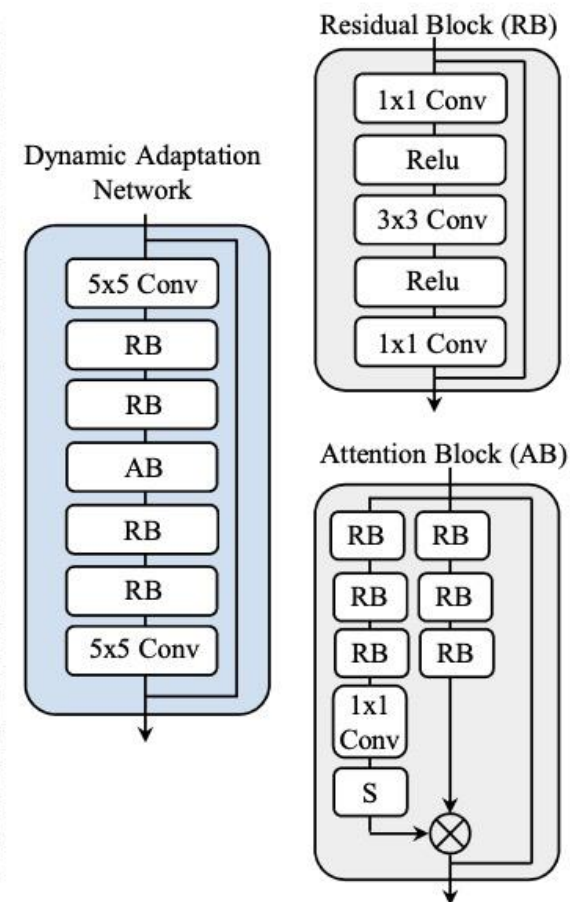 Dynamic Adaptation
Network
5x5 Conv
RB
RB
AB
RB
RB
5x5 Conv
Residual Block (RB)
1x1 Conv
Relu
3x3 Conv
Relu
1x1 Conv
Attention Block (AB)
RB RB
RB RB
RB RB
1x1
Conv
S